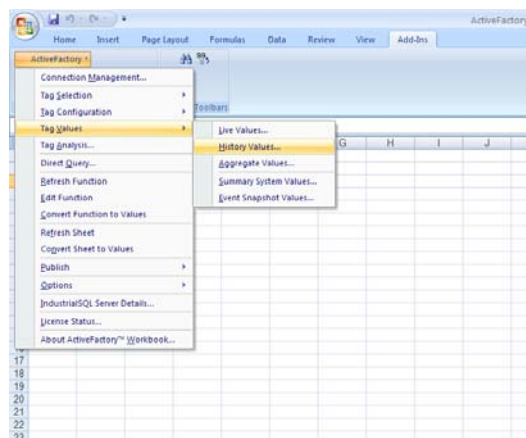 ActiveFactory
Home Insert Page Layout Formulas Data Review View Add-Ins
ActiveFactory
Toolbars
Connection Management...
Tag Selection
Tag Configuration
Tag Values
Tag Analysis...
Direct Query...
Refresh Function
Edit Function
Convert Function to Values
Refresh Sheet
Convert Sheet to Values
Publish
Options
IndustrialSQL Server Details...
License Status...
About ActiveFactory™ Workbook...
Live Values...
History Values...
Aggregate Values...
Summary System Values...
Event Snapshot Values...
G H I J
17
18
19
20
21
22
23